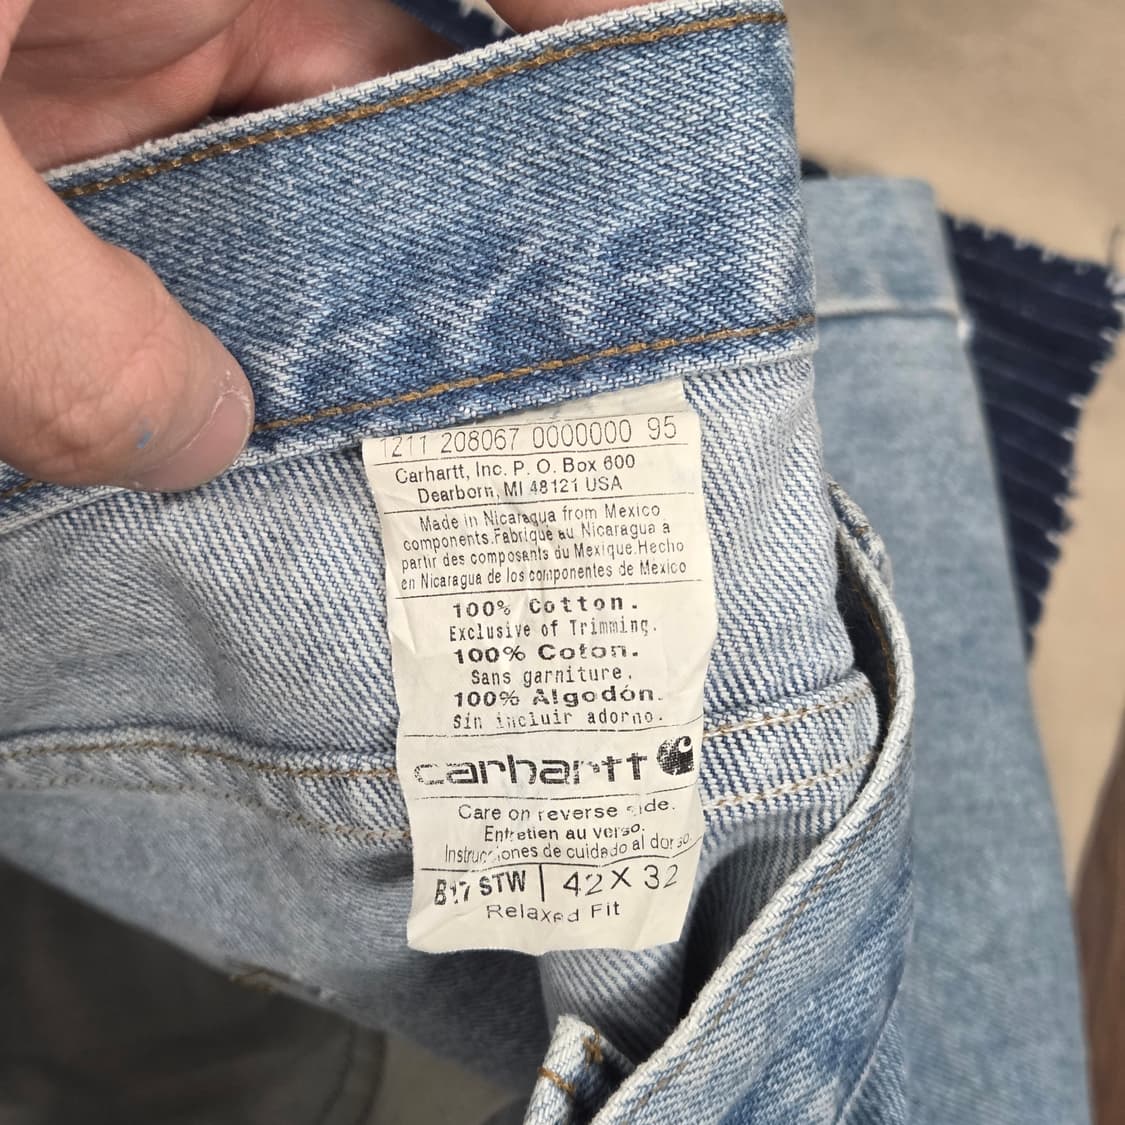 1211 208067 0000000 95
Carhartt, Inc. P. O. Box 600
Dearborn, MI 48121 USA
Made in Nicaragua from Mexico
components.Fabriqué au Nicaragua a
partir des composants du Mexique.Hecho
en Nicaragua de los componentes de Mexico
100% Cotton.
Exclusive of Trimming.
100% Coton.
Sans garniture.
100% Algodón.
Sin incluir adorno.
carhartt
Care on reverse side.
Entretien au verso.
Instrucciones de cuidado al dorso.
B17 STW | 42 X 32
Relaxed Fit